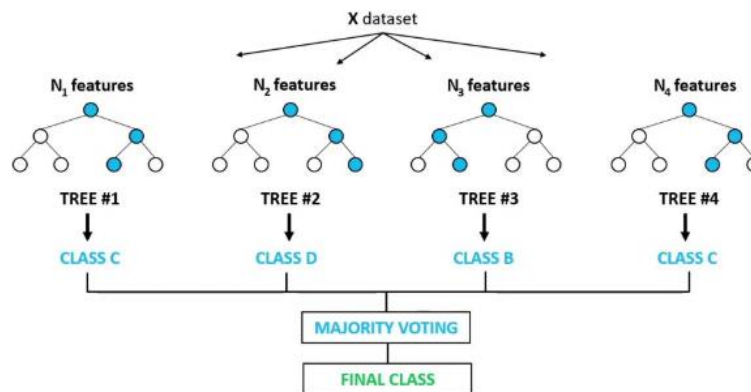 X dataset
N₁ features N₂ features N₃ features N₄ features
TREE #1 TREE #2 TREE #3 TREE #4
CLASS C CLASS D CLASS B CLASS C
MAJORITY VOTING
FINAL CLASS